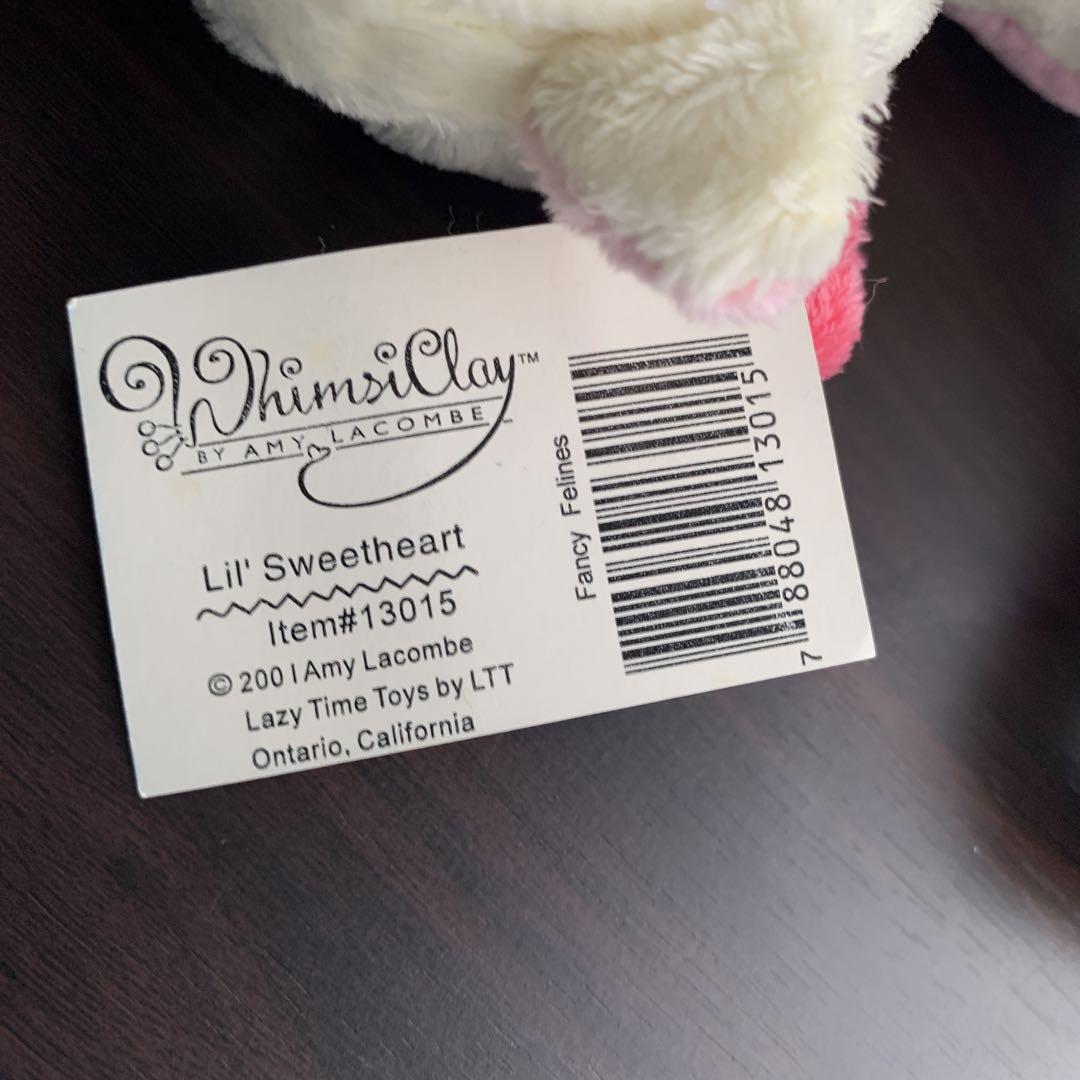 WhimsiClay™
BY AMY LACOMBE
Lil' Sweetheart
Item#13015
© 2001 Amy Lacombe
Lazy Time Toys by LTT
Ontario, California
Fancy Felines
7 88048 13015